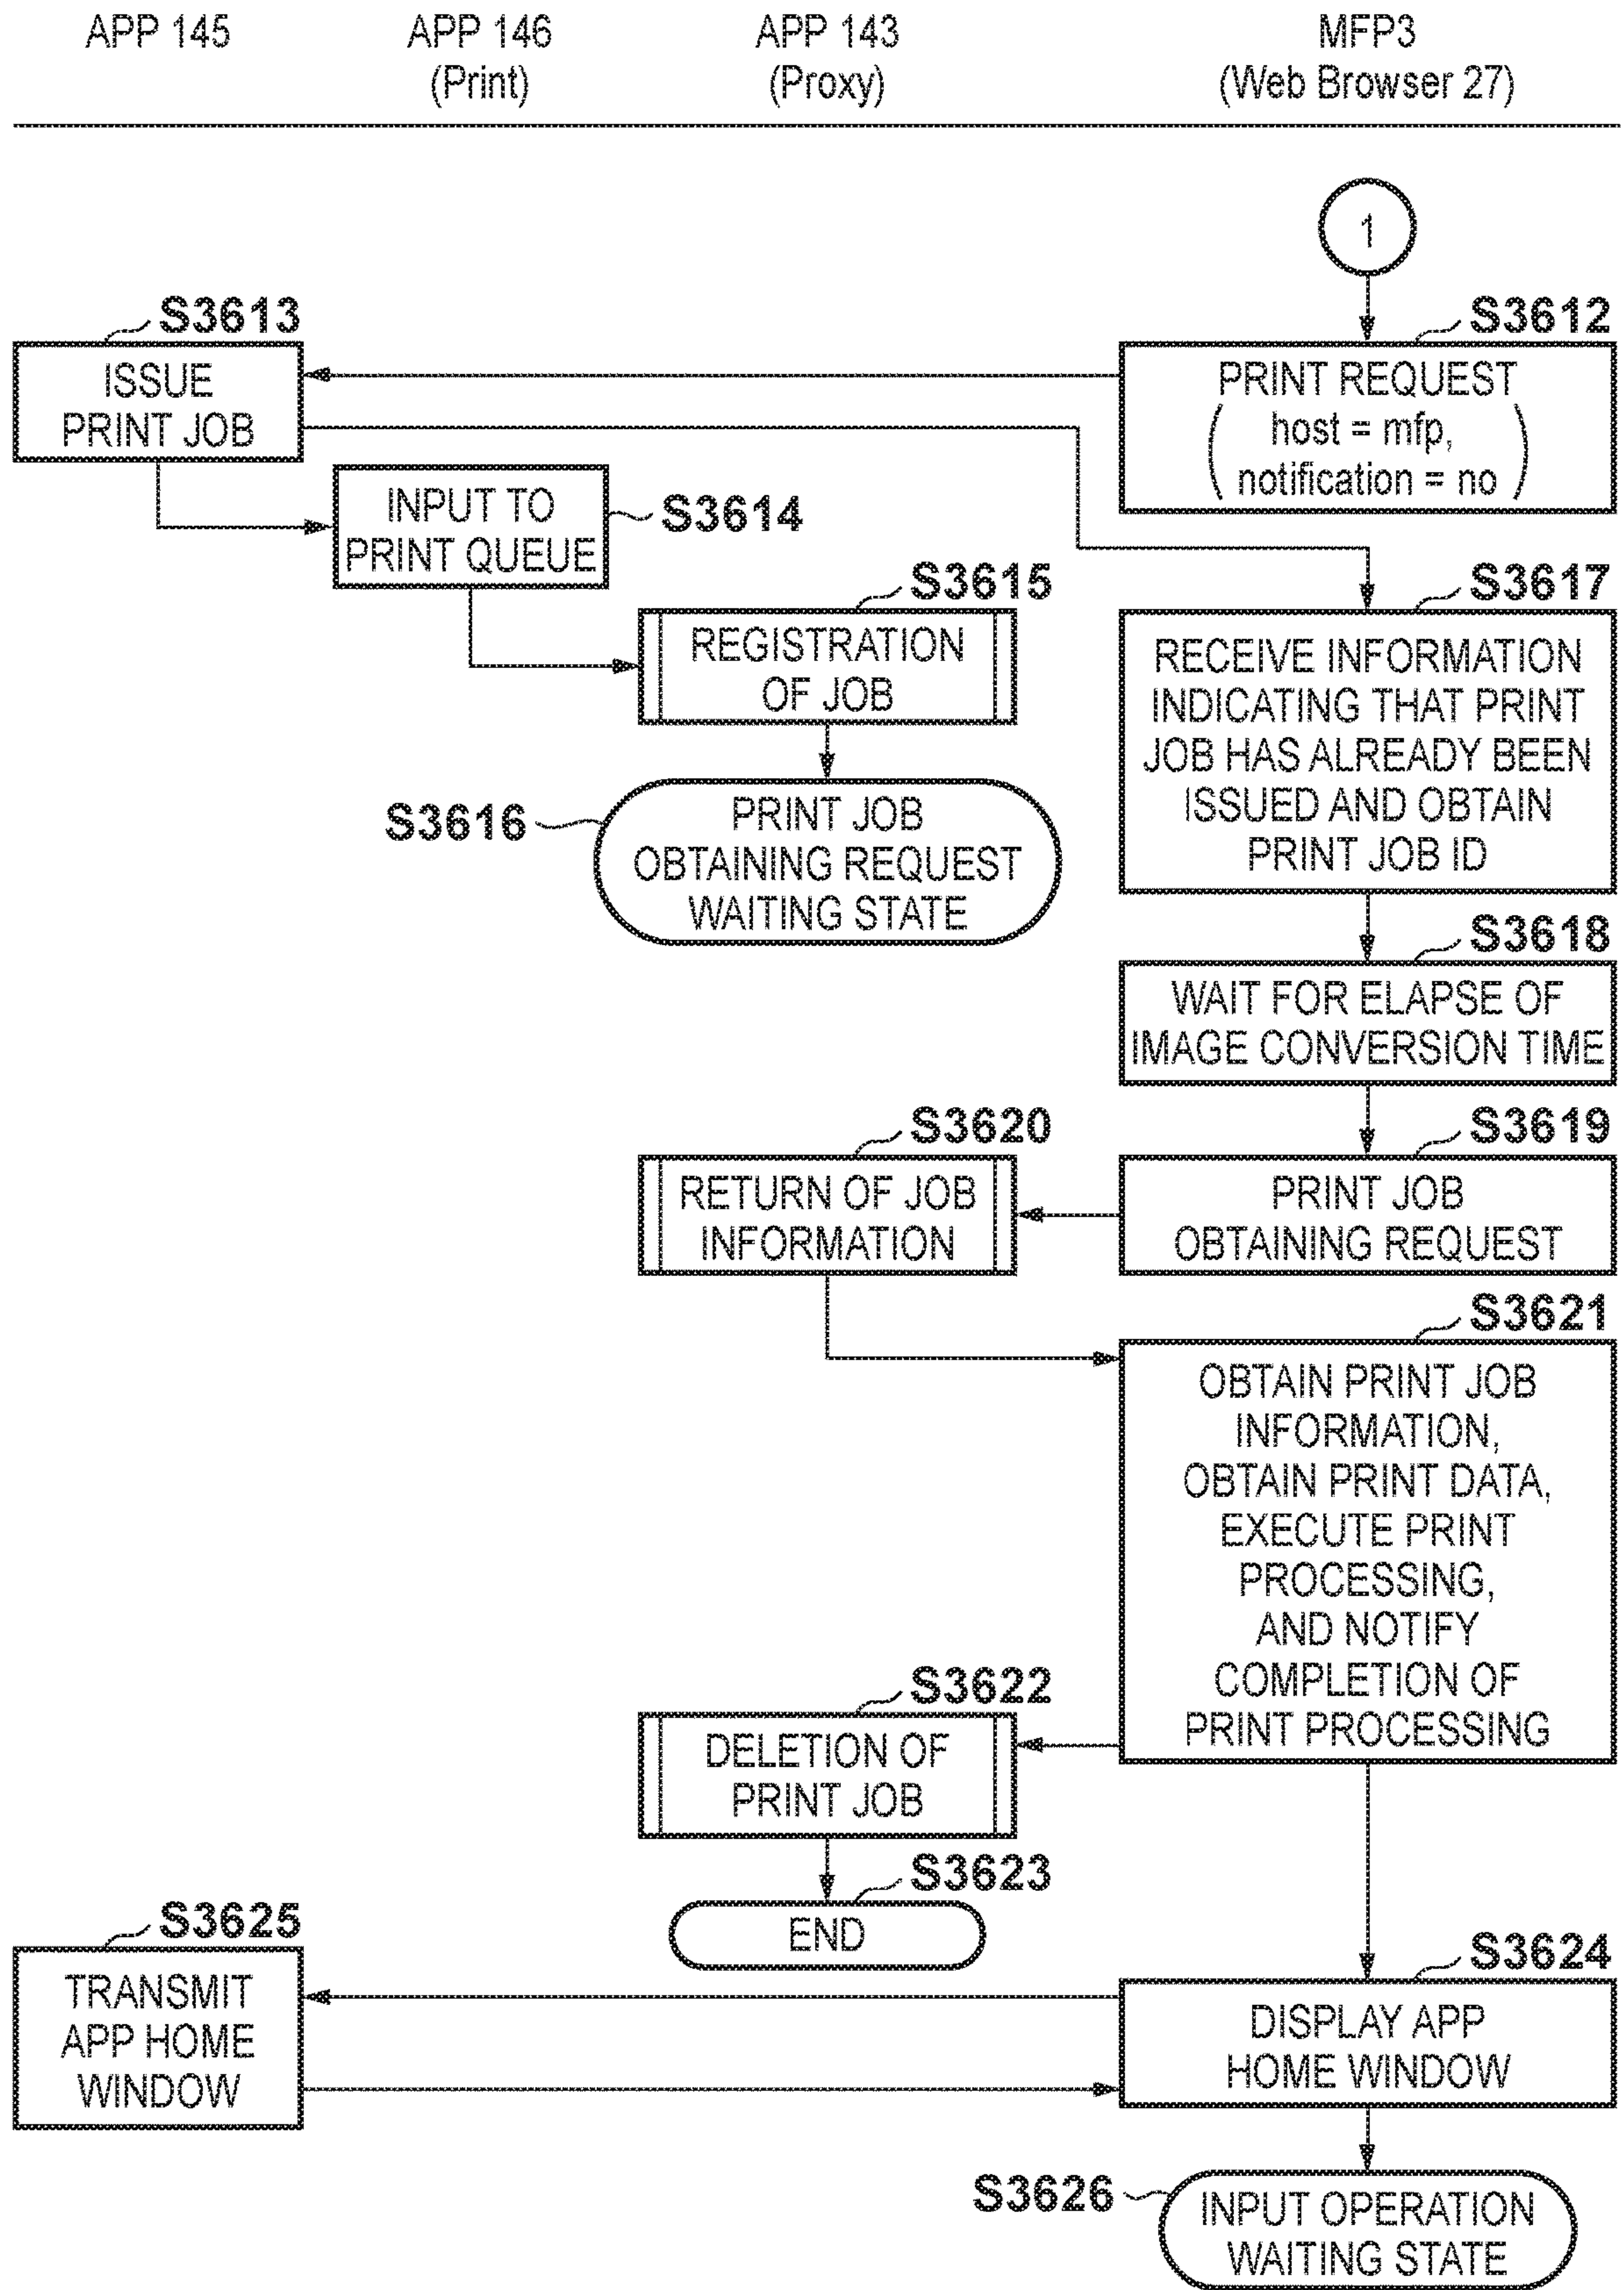 APP 145
APP 146
(Print)
APP 143
(Proxy)
MFP3
(Web Browser 27)
1
S3613
ISSUE
PRINT JOB
S3612
PRINT REQUEST
host = mfp,
notification = no
INPUT TO
PRINT QUEUE
S3614
S3615
REGISTRATION
OF JOB
S3617
RECEIVE INFORMATION
INDICATING THAT PRINT
JOB HAS ALREADY BEEN
ISSUED AND OBTAIN
PRINT JOB ID
S3616
PRINT JOB
OBTAINING REQUEST
WAITING STATE
S3618
WAIT FOR ELAPSE OF
IMAGE CONVERSION TIME
S3620
RETURN OF JOB
INFORMATION
S3619
PRINT JOB
OBTAINING REQUEST
S3621
OBTAIN PRINT JOB
INFORMATION,
OBTAIN PRINT DATA,
EXECUTE PRINT
PROCESSING,
AND NOTIFY
COMPLETION OF
PRINT PROCESSING
S3622
DELETION OF
PRINT JOB
S3623
END
S3625
TRANSMIT
APP HOME
WINDOW
S3624
DISPLAY APP
HOME WINDOW
S3626
INPUT OPERATION
WAITING STATE